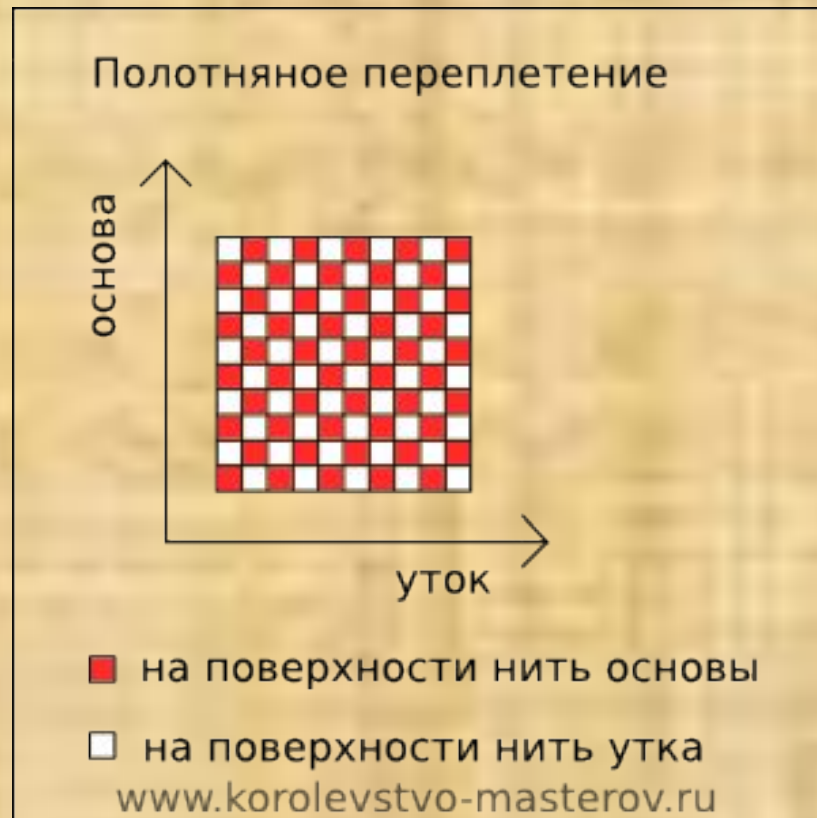 Полотняное переплетение
основа
уток
на поверхности нить основы
на поверхности нить утка
www.korolevstvo-masterov.ru